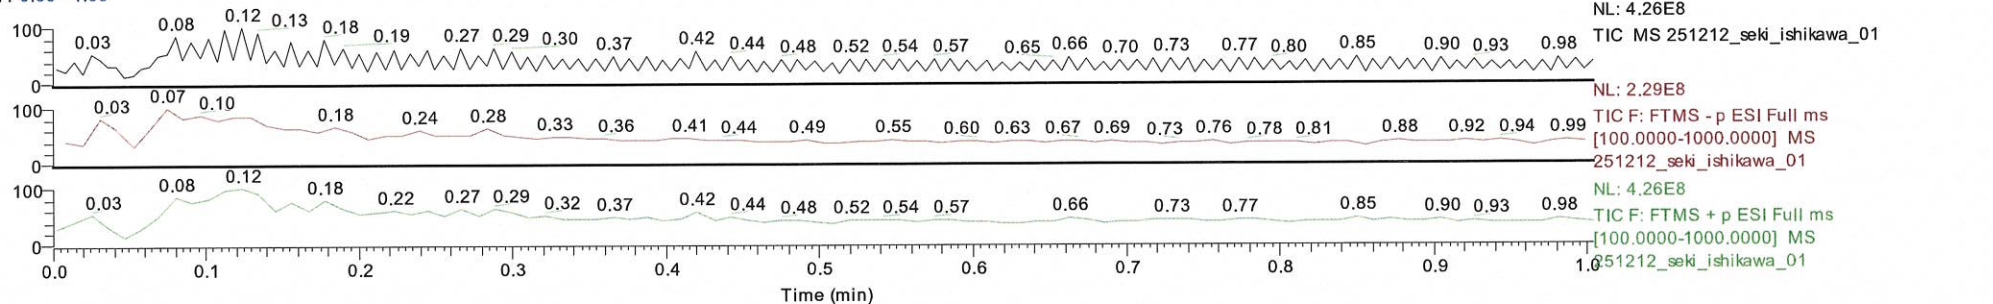 NL: 4.26E8
TIC MS 251212_seki_ishikawa_01
100
0
0.03 0.08 0.12 0.13 0.18 0.19 0.27 0.29 0.30 0.37 0.42 0.44 0.48 0.52 0.54 0.57 0.65 0.66 0.70 0.73 0.77 0.80 0.85 0.90 0.93 0.98
NL: 2.29E8
TIC F: FTMS - p ESI Full ms
[100.0000-1000.0000] MS
251212_seki_ishikawa_01
100
0
0.03 0.07 0.10 0.18 0.24 0.28 0.33 0.36 0.41 0.44 0.49 0.55 0.60 0.63 0.67 0.69 0.73 0.76 0.78 0.81 0.88 0.92 0.94 0.99
NL: 4.26E8
TIC F: FTMS + p ESI Full ms
[100.0000-1000.0000] MS
251212_seki_ishikawa_01
100
0
0.03 0.08 0.12 0.18 0.22 0.27 0.29 0.32 0.37 0.42 0.44 0.48 0.52 0.54 0.57 0.66 0.73 0.77 0.85 0.90 0.93 0.98
0.0 0.1 0.2 0.3 0.4 0.5 0.6 0.7 0.8 0.9 1.0
Time (min)